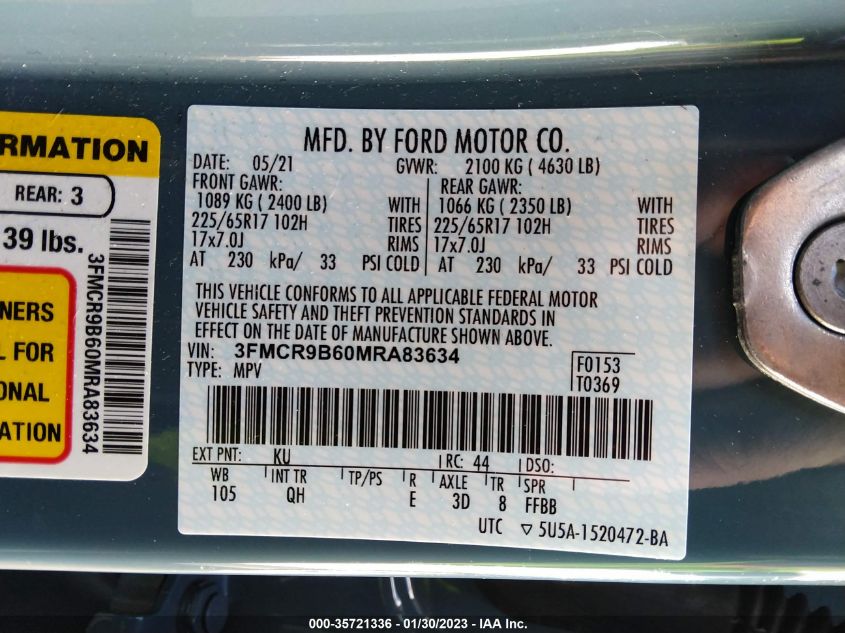 RMATION
REAR: 3
39 lbs.
NERS
L FOR
ONAL
ATION
3FMCR9B60MRA83634
MFD. BY FORD MOTOR CO.
DATE: 05/21 GVWR: 2100 KG ( 4630 LB)
FRONT GAWR: REAR GAWR:
1089 KG ( 2400 LB) WITH 1066 KG ( 2350 LB) WITH
225/65R17 102H TIRES 225/65R17 102H TIRES
17x7.0J RIMS 17x7.0J RIMS
AT 230 kPa/ 33 PSI COLD AT 230 kPa/ 33 PSI COLD
THIS VEHICLE CONFORMS TO ALL APPLICABLE FEDERAL MOTOR
VEHICLE SAFETY AND THEFT PREVENTION STANDARDS IN
EFFECT ON THE DATE OF MANUFACTURE SHOWN ABOVE.
VIN: 3FMCR9B60MRA83634 F0153
TYPE: MPV T0369
EXT PNT: KU RC: 44 DSO:
WB INT TR TP/PS R AXLE TR SPR
105 QH E 3D 8 FFBB
UTC ▽ 5U5A-1520472-BA
000-35721336 - 01/30/2023 - IAA Inc.